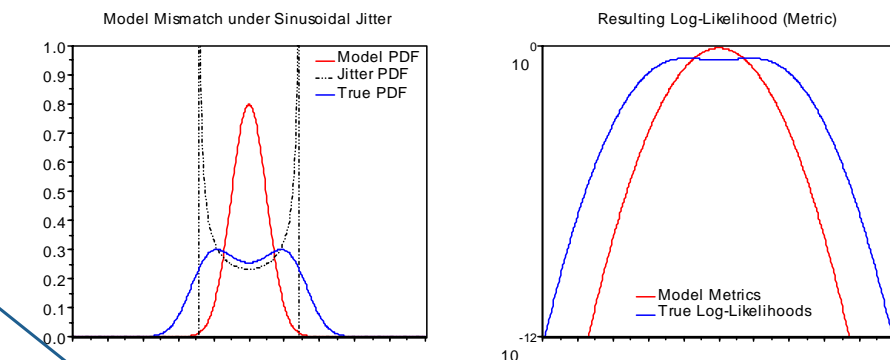 Model Mismatch under Sinusoidal Jitter
1.0
0.9
0.8
0.7
0.6
0.5
0.4
0.3
0.2
0.1
0.0
Model PDF
Jitter PDF
True PDF
Resulting Log-Likelihood (Metric)
0
10
-12
10
Model Metrics
True Log-Likelihoods